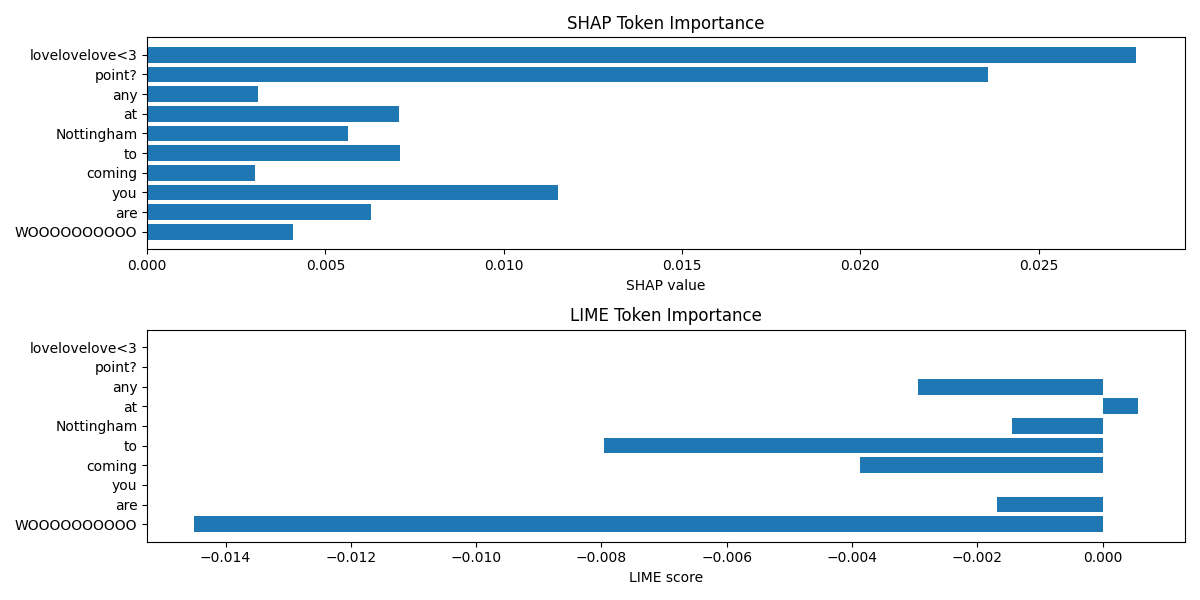 SHAP Token Importance
lovelovelove<3
point?
any
at
Nottingham
to
coming
you
are
WOOOOOOOOOO
0.000 0.005 0.010 0.015 0.020 0.025
SHAP value
LIME Token Importance
lovelovelove<3
point?
any
at
Nottingham
to
coming
you
are
WOOOOOOOOOO
−0.014 −0.012 −0.010 −0.008 −0.006 −0.004 −0.002 0.000
LIME score